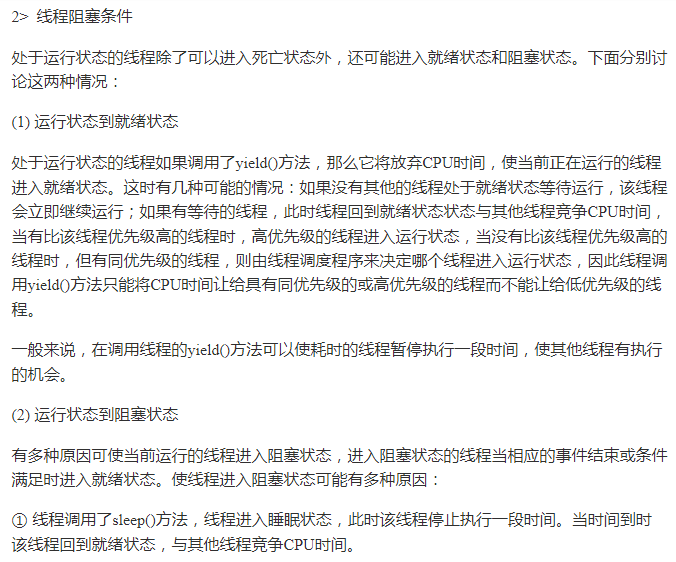 2> 线程阻塞条件
处于运行状态的线程除了可以进入死亡状态外，还可能进入就绪状态和阻塞状态。下面分别讨
论这两种情况：
(1) 运行状态到就绪状态
处于运行状态的线程如果调用了yield()方法，那么它将放弃CPU时间，使当前正在运行的线程
进入就绪状态。这时有几种可能的情况：如果没有其他的线程处于就绪状态等待运行，该线程
会立即继续运行；如果有等待的线程，此时线程回到就绪状态状态与其他线程竞争CPU时间，
当有比该线程优先级高的线程时，高优先级的线程进入运行状态，当没有比该线程优先级高的
线程时，但有同优先级的线程，则由线程调度程序来决定哪个线程进入运行状态，因此线程调
用yield()方法只能将CPU时间让给具有同优先级的或高优先级的线程而不能让给低优先级的线
程。
一般来说，在调用线程的yield()方法可以使耗时的线程暂停执行一段时间，使其他线程有执行
的机会。
(2) 运行状态到阻塞状态
有多种原因可使当前运行的线程进入阻塞状态，进入阻塞状态的线程当相应的事件结束或条件
满足时进入就绪状态。使线程进入阻塞状态可能有多种原因：
① 线程调用了sleep()方法，线程进入睡眠状态，此时该线程停止执行一段时间。当时间到时
该线程回到就绪状态，与其他线程竞争CPU时间。